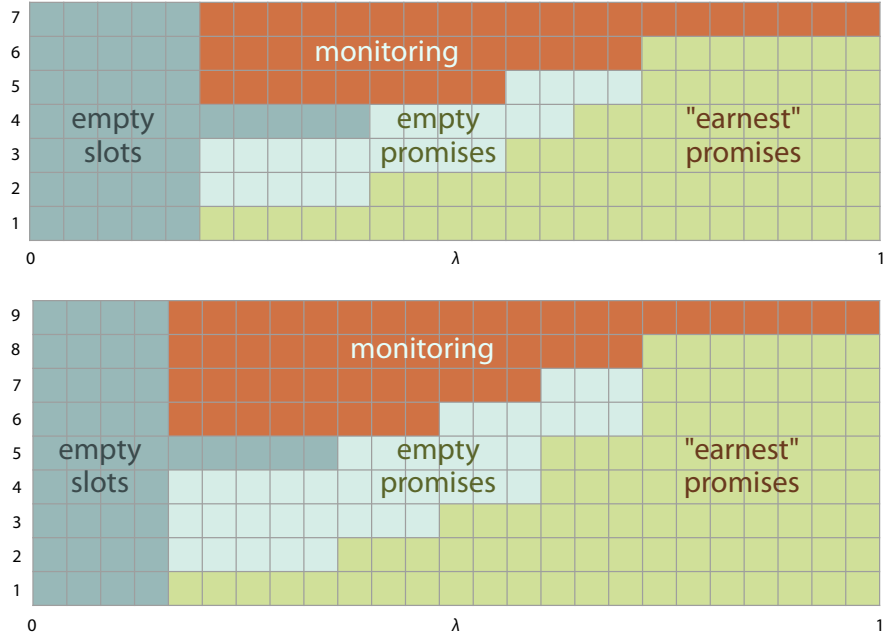 7
6
monitoring
5
4
empty empty "earnest"
3
slots promises promises
2
1
0 λ 1
9
8
monitoring
7
6
5
empty empty "earnest"
4
slots promises promises
3
2
1
0 λ 1